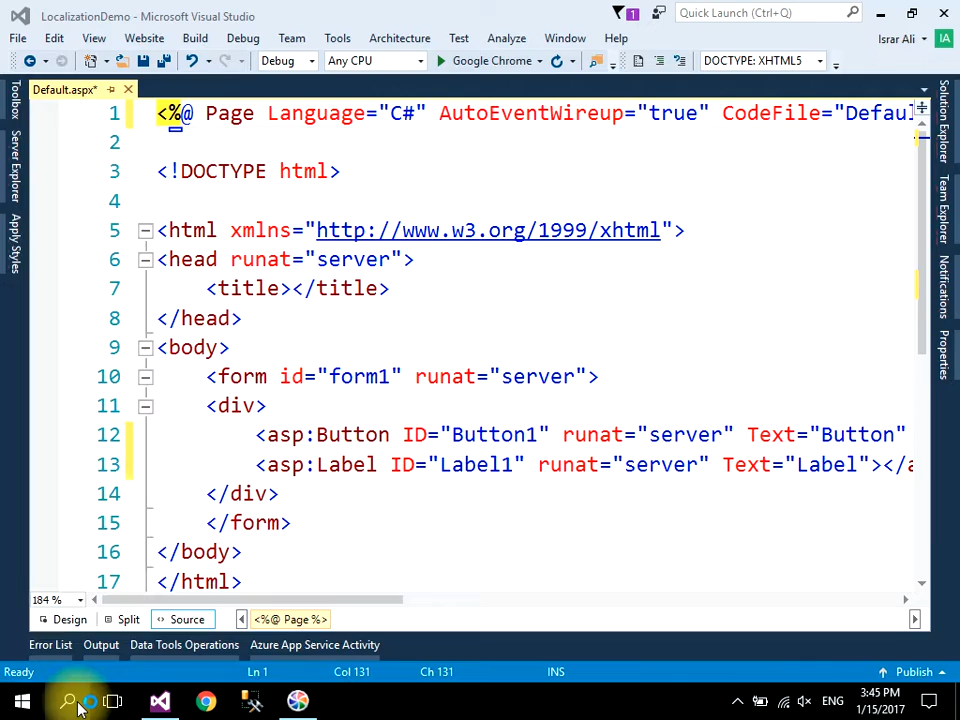 LocalizationDemo - Microsoft Visual Studio
1
Quick Launch (Ctrl+Q)
File Edit View Website Build Debug Team Tools Architecture Test Analyze Window Help
Israr Ali IA
Debug Any CPU Google Chrome DOCTYPE: XHTML5
Default.aspx*
Toolbox
Server Explorer
Apply Styles
1 <%@ Page Language="C#" AutoEventWireup="true" CodeFile="Defaul
2
3 <!DOCTYPE html>
4
5 <html xmlns="http://www.w3.org/1999/xhtml">
6 <head runat="server">
7 <title></title>
8 </head>
9 <body>
10 <form id="form1" runat="server">
11 <div>
12 <asp:Button ID="Button1" runat="server" Text="Button"
13 <asp:Label ID="Label1" runat="server" Text="Label"></a
14 </div>
15 </form>
16 </body>
17 </html>
Solution Explorer
Team Explorer
Notifications
Properties
184 %
Design Split Source <%@ Page %>
Error List Output Data Tools Operations Azure App Service Activity
Ready Ln 1 Col 131 Ch 131 INS Publish
ENG 3:45 PM
1/15/2017